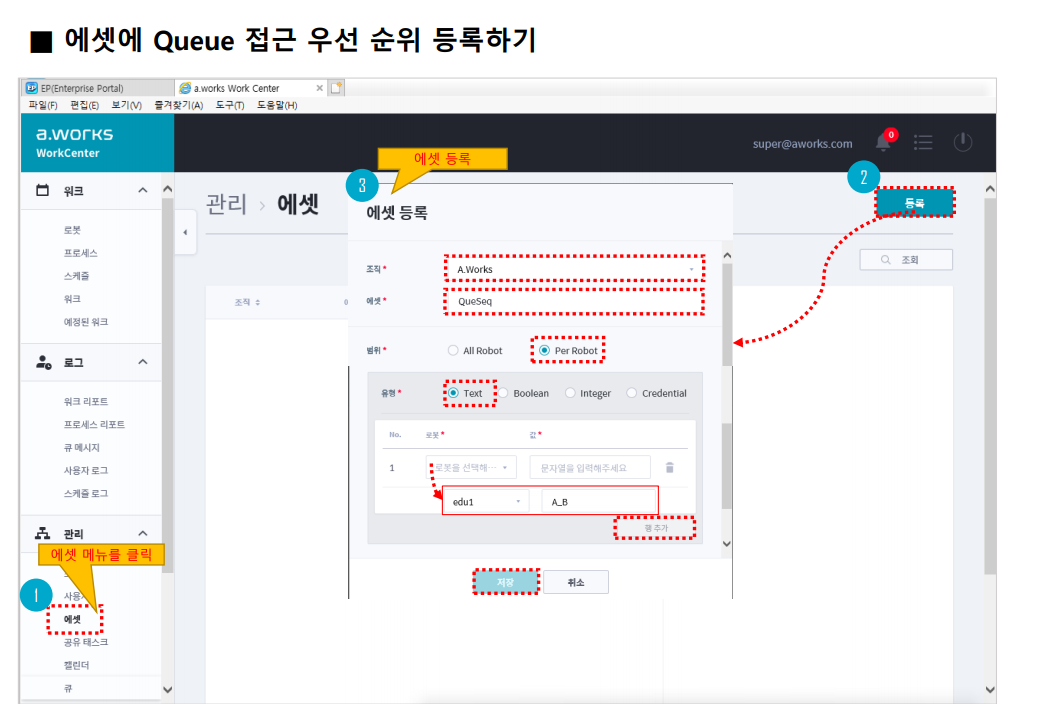 ■ 에셋에 Queue 접근 우선 순위 등록하기
EP(Enterprise Portal)
a.works Work Center
파일(F) 편집(E) 보기(V) 즐겨찾기(A) 도구(T) 도움말(H)
a.works
WorkCenter
super@aworks.com
0
워크
로봇
프로세스
스케줄
워크
예정된 워크
로그
워크 리포트
프로세스 리포트
큐 메시지
사용자 로그
스케줄 로그
관리
에셋 메뉴를 클릭
1
에셋
공유 태스크
캘린더
큐
관리 > 에셋
2
등록
조회
조직
에셋 등록
3
에셋 등록
조직 * A.Works
에셋 * QueSeq
범위 * All Robot Per Robot
유형 * Text Boolean Integer Credential
No. 로봇 * 값 *
1 로봇을 선택해… 문자열을 입력해주세요
edu1 A_B
행 추가
저장 취소